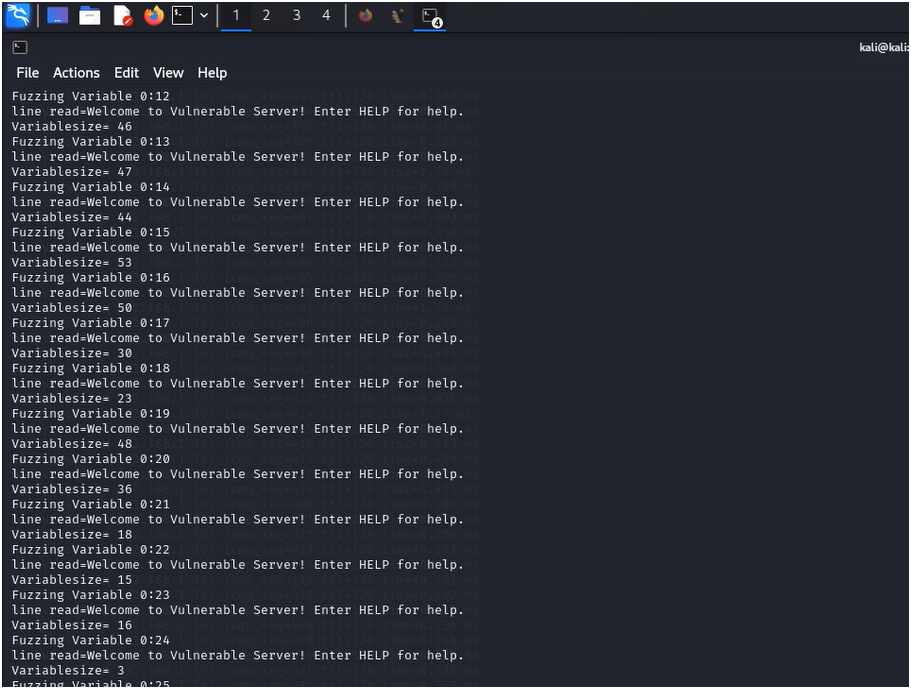 1 2 3 4
4
kali@kali:
File Actions Edit View Help
Fuzzing Variable 0:12
line read=Welcome to Vulnerable Server! Enter HELP for help.
Variablesize= 46
Fuzzing Variable 0:13
line read=Welcome to Vulnerable Server! Enter HELP for help.
Variablesize= 47
Fuzzing Variable 0:14
line read=Welcome to Vulnerable Server! Enter HELP for help.
Variablesize= 44
Fuzzing Variable 0:15
line read=Welcome to Vulnerable Server! Enter HELP for help.
Variablesize= 53
Fuzzing Variable 0:16
line read=Welcome to Vulnerable Server! Enter HELP for help.
Variablesize= 50
Fuzzing Variable 0:17
line read=Welcome to Vulnerable Server! Enter HELP for help.
Variablesize= 30
Fuzzing Variable 0:18
line read=Welcome to Vulnerable Server! Enter HELP for help.
Variablesize= 23
Fuzzing Variable 0:19
line read=Welcome to Vulnerable Server! Enter HELP for help.
Variablesize= 48
Fuzzing Variable 0:20
line read=Welcome to Vulnerable Server! Enter HELP for help.
Variablesize= 36
Fuzzing Variable 0:21
line read=Welcome to Vulnerable Server! Enter HELP for help.
Variablesize= 18
Fuzzing Variable 0:22
line read=Welcome to Vulnerable Server! Enter HELP for help.
Variablesize= 15
Fuzzing Variable 0:23
line read=Welcome to Vulnerable Server! Enter HELP for help.
Variablesize= 16
Fuzzing Variable 0:24
line read=Welcome to Vulnerable Server! Enter HELP for help.
Variablesize= 3
Fuzzing Variable 0:25